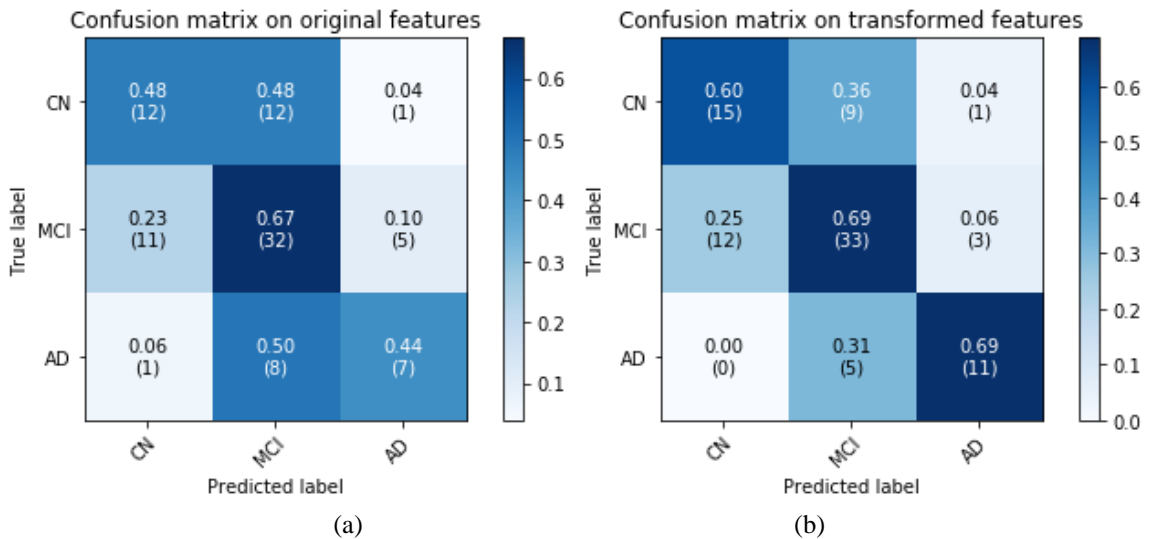 Confusion matrix on original features
True label
CN
MCI
AD
0.48
(12)
0.48
(12)
0.04
(1)
0.23
(11)
0.67
(32)
0.10
(5)
0.06
(1)
0.50
(8)
0.44
(7)
CN
MCI
AD
Predicted label
0.6
0.5
0.4
0.3
0.2
0.1
(a)
Confusion matrix on transformed features
True label
CN
MCI
AD
0.60
(15)
0.36
(9)
0.04
(1)
0.25
(12)
0.69
(33)
0.06
(3)
0.00
(0)
0.31
(5)
0.69
(11)
CN
MCI
AD
Predicted label
0.6
0.5
0.4
0.3
0.2
0.1
0.0
(b)